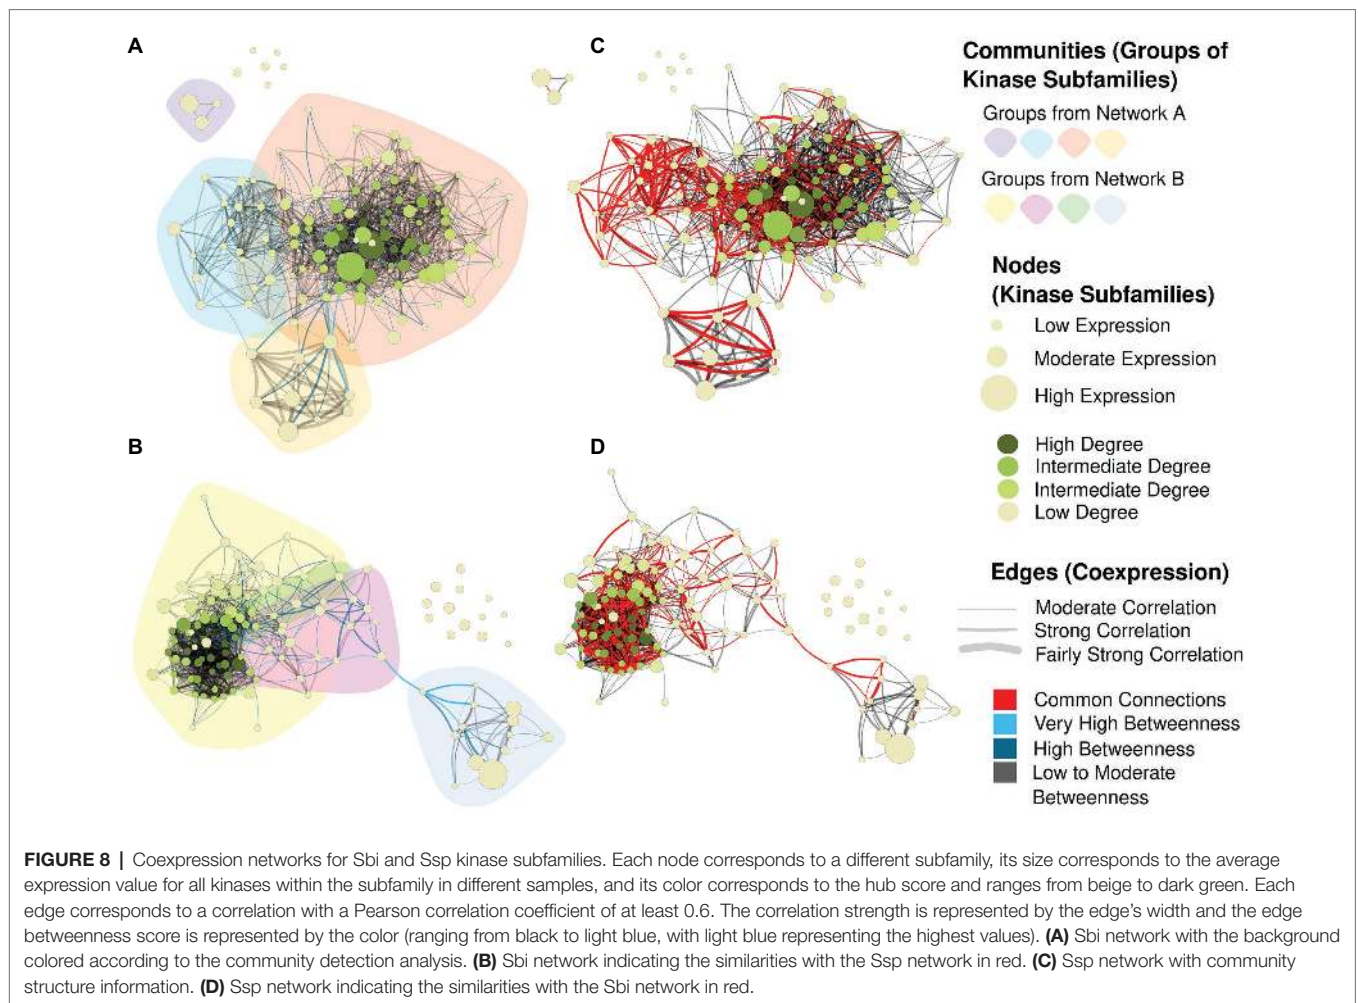 A
C
Communities (Groups of
Kinase Subfamilies)
Groups from Network A
Groups from Network B
Nodes
(Kinase Subfamilies)
Low Expression
Moderate Expression
High Expression
B
D
High Degree
Intermediate Degree
Intermediate Degree
Low Degree
Edges (Coexpression)
Moderate Correlation
Strong Correlation
Fairly Strong Correlation
Common Connections
Very High Betweenness
High Betweenness
Low to Moderate
Betweenness
FIGURE 8 | Coexpression networks for Sbi and Ssp kinase subfamilies. Each node corresponds to a different subfamily, its size corresponds to the average
expression value for all kinases within the subfamily in different samples, and its color corresponds to the hub score and ranges from beige to dark green. Each
edge corresponds to a correlation with a Pearson correlation coefficient of at least 0.6. The correlation strength is represented by the edge's width and the edge
betweenness score is represented by the color (ranging from black to light blue, with light blue representing the highest values). (A) Sbi network with the background
colored according to the community detection analysis. (B) Sbi network indicating the similarities with the Ssp network in red. (C) Ssp network with community
structure information. (D) Ssp network indicating the similarities with the Sbi network in red.